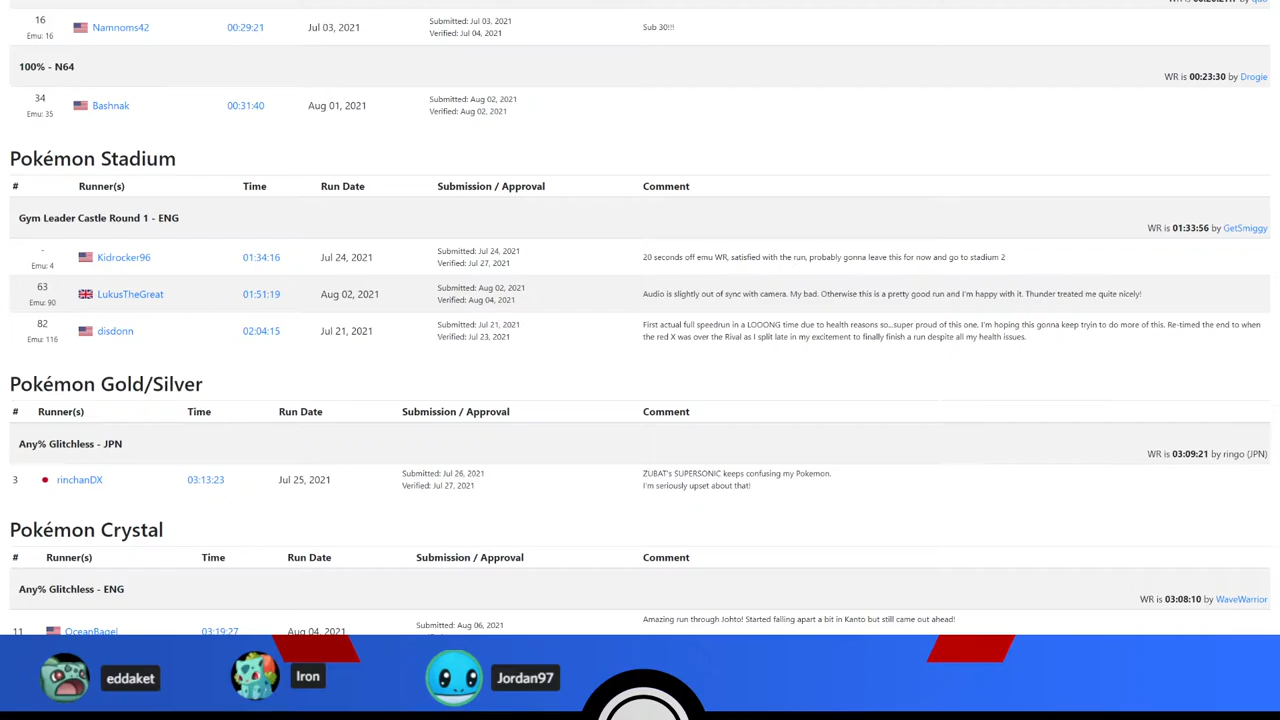 16 Namnoms42 00:29:21 Jul 03, 2021 Submitted: Jul 03, 2021 Sub 30!!!
Emu: 16 Verified: Jul 04, 2021
100% - N64
WR is 00:23:30 by Drogie
34 Bashnak 00:31:40 Aug 01, 2021 Submitted: Aug 02, 2021
Emu: 35 Verified: Aug 02, 2021
Pokémon Stadium
# Runner(s) Time Run Date Submission / Approval Comment
Gym Leader Castle Round 1 - ENG
WR is 01:33:56 by GetSmiggy
- Kidrocker96 01:34:16 Jul 24, 2021 Submitted: Jul 24, 2021 20 seconds off emu WR, satisfied with the run, probably gonna leave this for now and go to stadium 2
Emu: 4 Verified: Jul 27, 2021
63 LukusTheGreat 01:51:19 Aug 02, 2021 Submitted: Aug 02, 2021 Audio is slightly out of sync with camera. My bad. Otherwise this is a pretty good run and I'm happy with it. Thunder treated me quite nicely!
Emu: 90 Verified: Aug 04, 2021
82 disdonn 02:04:15 Jul 21, 2021 Submitted: Jul 21, 2021 First actual full speedrun in a LOOONG time due to health reasons so...super proud of this one. I'm hoping this gonna keep tryin to do more of this. Re-timed the end to when
Emu: 116 Verified: Jul 23, 2021 the red X was over the Rival as I split late in my excitement to finally finish a run despite all my health issues.
Pokémon Gold/Silver
# Runner(s) Time Run Date Submission / Approval Comment
Any% Glitchless - JPN
WR is 03:09:21 by ringo (JPN)
3 rinchanDX 03:13:23 Jul 25, 2021 Submitted: Jul 26, 2021 ZUBAT's SUPERSONIC keeps confusing my Pokemon.
Verified: Jul 27, 2021 I'm seriously upset about that!
Pokémon Crystal
# Runner(s) Time Run Date Submission / Approval Comment
Any% Glitchless - ENG
WR is 03:08:10 by WaveWarrior
11 OceanBagel 03:19:27 Aug 04, 2021 Submitted: Aug 06, 2021 Amazing run through Johto! Started falling apart a bit in Kanto but still came out ahead!
eddaket Iron Jordan97